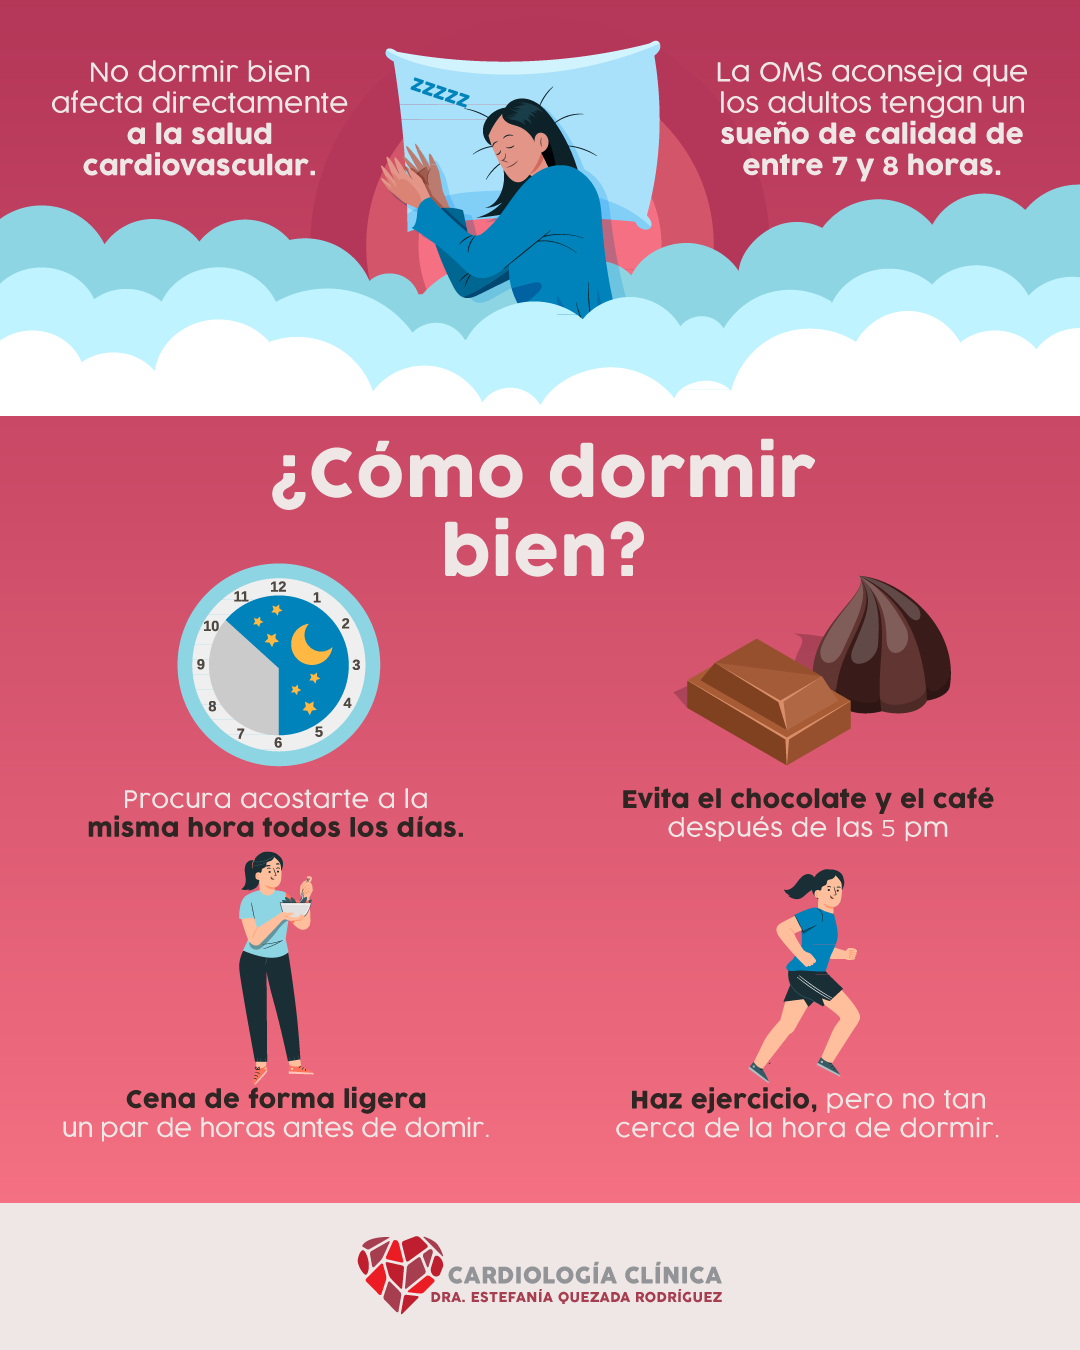 No dormir bien
afecta directamente
a la salud
cardiovascular.
zzzzz
La OMS aconseja que
los adultos tengan un
sueño de calidad de
entre 7 y 8 horas.
¿Cómo dormir
bien?
12
1
2
3
4
5
6
7
8
9
10
11
Procura acostarte a la
misma hora todos los días.
Evita el chocolate y el café
después de las 5 pm
Cena de forma ligera
un par de horas antes de domir.
Haz ejercicio, pero no tan
cerca de la hora de dormir.
CARDIOLOGÍA CLÍNICA
DRA. ESTEFANÍA QUEZADA RODRÍGUEZ